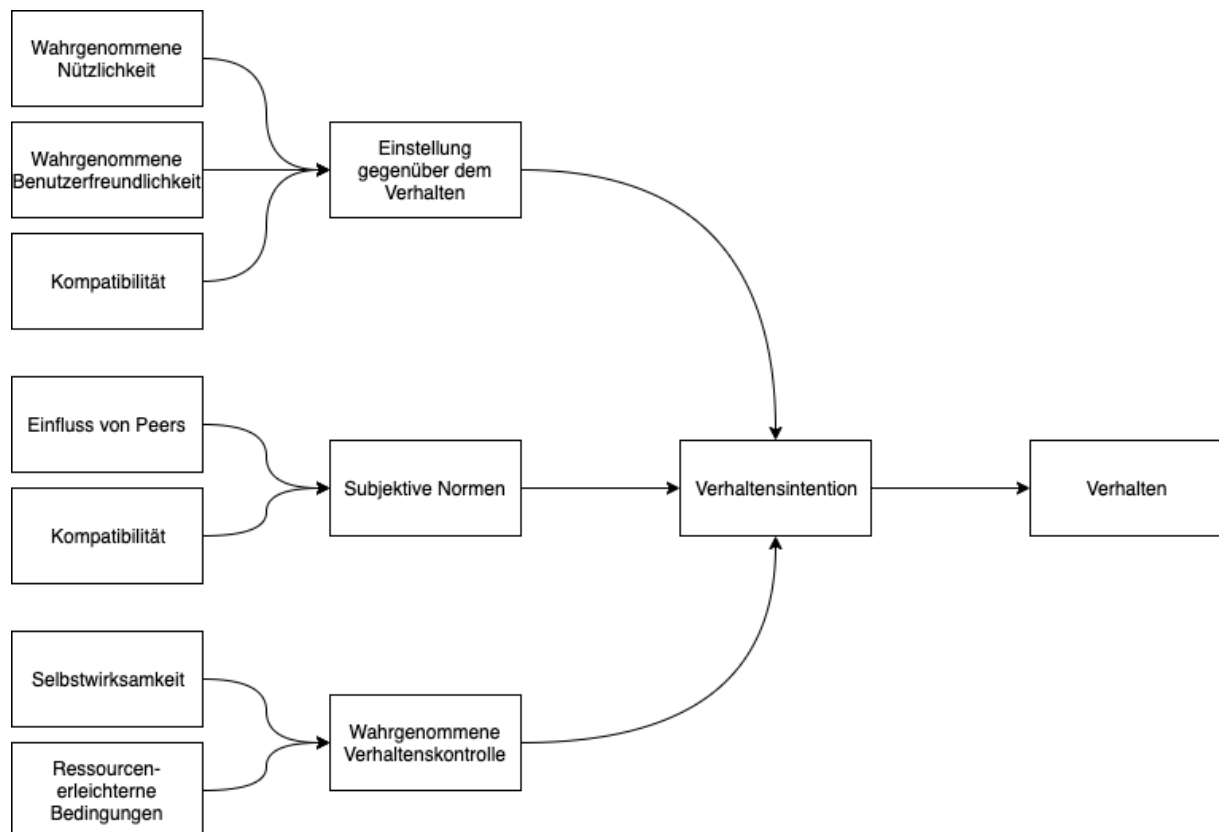 Wahrgenommene
Nützlichkeit
Wahrgenommene
Benutzerfreundlichkeit
Kompatibilität
Einstellung
gegenüber dem
Verhalten
Einfluss von Peers
Kompatibilität
Subjektive Normen
Verhaltensintention
Verhalten
Selbstwirksamkeit
Ressourcen-
erleichterne
Bedingungen
Wahrgenommene
Verhaltenskontrolle